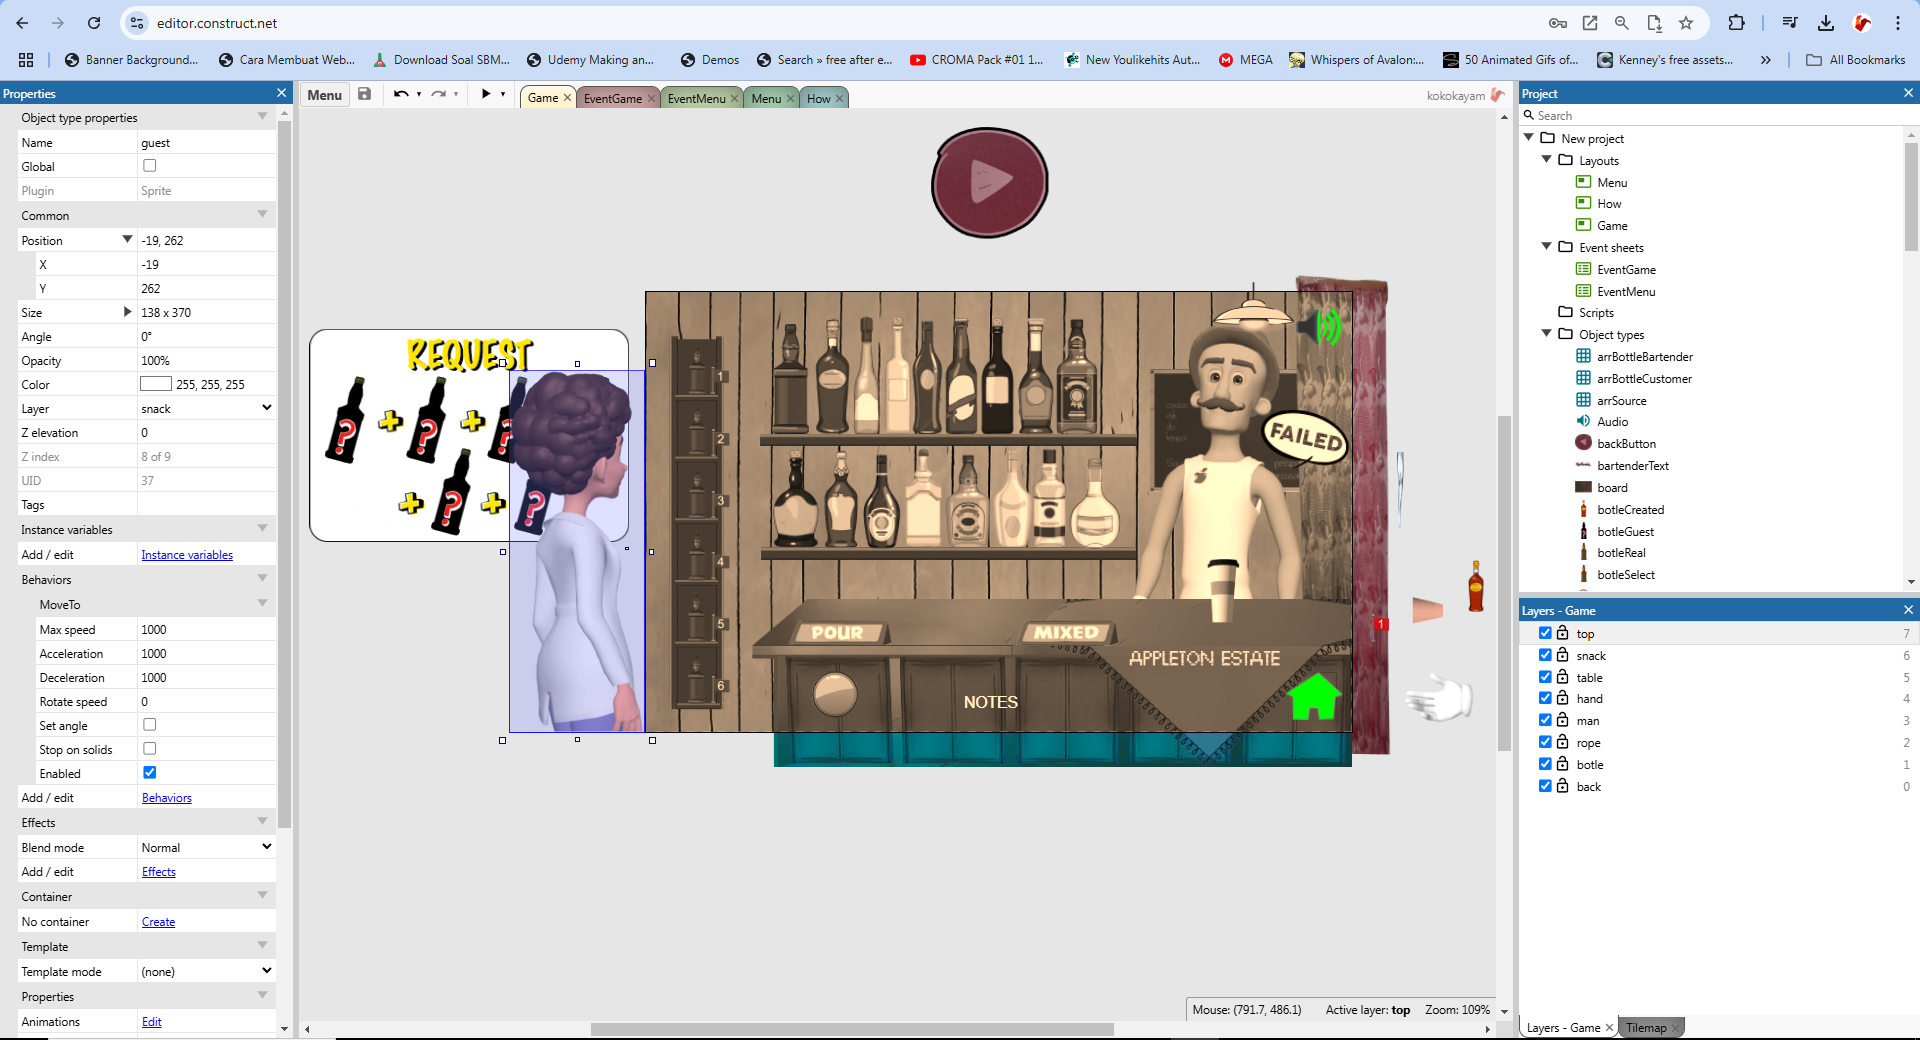 editor.construct.net
Banner Background...
Cara Membuat Web...
Download Soal SBM...
Udemy Making an...
Demos
Search » free after e...
CROMA Pack #01 1...
New Youlikehits Aut...
MEGA
Whispers of Avalon:...
50 Animated Gifs of...
Kenney's free assets...
»
All Bookmarks
Properties
Object type properties
Name guest
Global
Plugin Sprite
Common
Position -19, 262
X -19
Y 262
Size 138 x 370
Angle 0°
Opacity 100%
Color 255, 255, 255
Layer snack
Z elevation 0
Z index 8 of 9
UID 37
Tags
Instance variables
Add / edit Instance variables
Behaviors
MoveTo
Max speed 1000
Acceleration 1000
Deceleration 1000
Rotate speed 0
Set angle
Stop on solids
Enabled
Add / edit Behaviors
Effects
Blend mode Normal
Add / edit Effects
Container
No container Create
Template
Template mode (none)
Properties
Animations Edit
Menu
Game
EventGame
EventMenu
Menu
How
kokokayam
REQUEST
? + ? + ?
+ ? + ?
1
2
3
4
5
6
FAILED
POUR
MIXED
APPLETON ESTATE
NOTES
1
Mouse: (791.7, 486.1) Active layer: top Zoom: 109%
Project
Search
New project
Layouts
Menu
How
Game
Event sheets
EventGame
EventMenu
Scripts
Object types
arrBottleBartender
arrBottleCustomer
arrSource
Audio
backButton
bartenderText
board
botleCreated
botleGuest
botleReal
botleSelect
Layers - Game
top 7
snack 6
table 5
hand 4
man 3
rope 2
botle 1
back 0
Layers - Game
Tilemap